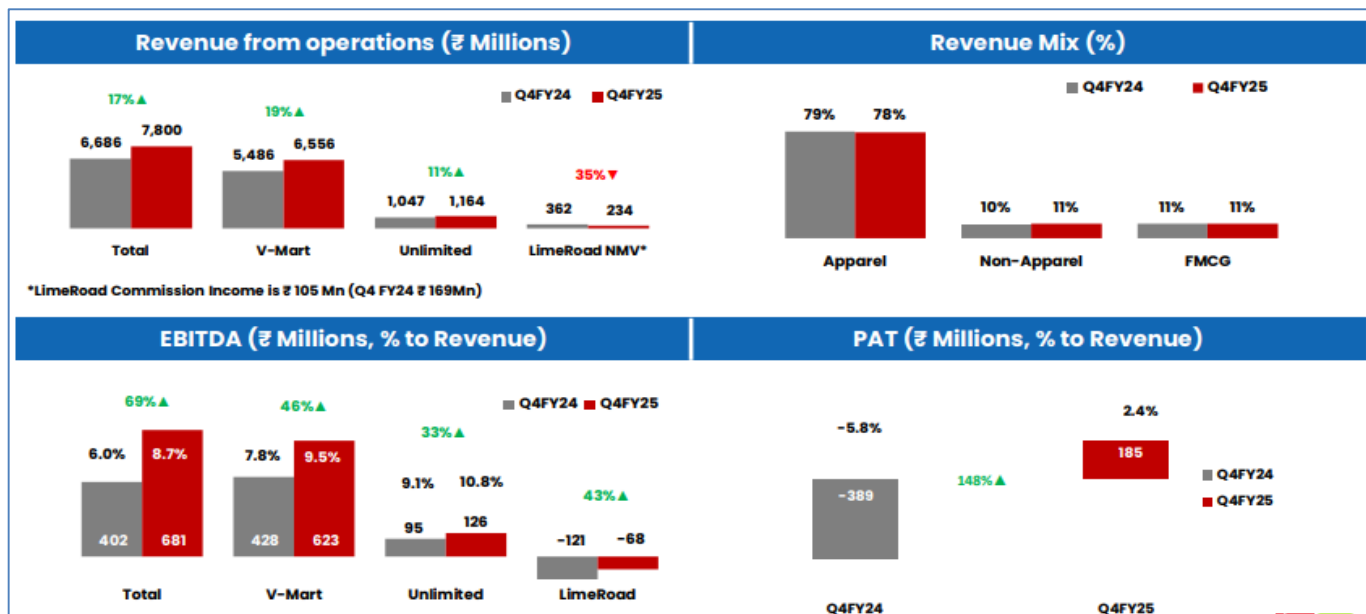 Revenue from operations (₹ Millions)
Q4FY24 Q4FY25
17%▲
19%▲
11%▲
35%▼
6,686 7,800
5,486 6,556
1,047 1,164
362 234
Total V-Mart Unlimited LimeRoad NMV*
*LimeRoad Commission Income is ₹ 105 Mn (Q4 FY24 ₹ 169Mn)
Revenue Mix (%)
Q4FY24 Q4FY25
79% 78%
10% 11%
11% 11%
Apparel Non-Apparel FMCG
EBITDA (₹ Millions, % to Revenue)
Q4FY24 Q4FY25
69%▲
46%▲
33%▲
43%▲
6.0% 8.7%
7.8% 9.5%
9.1% 10.8%
402 681
428 623
95 126
-121 -68
Total V-Mart Unlimited LimeRoad
PAT (₹ Millions, % to Revenue)
-5.8%
2.4%
-389
148%▲
185
Q4FY24
Q4FY25
Q4FY24 Q4FY25